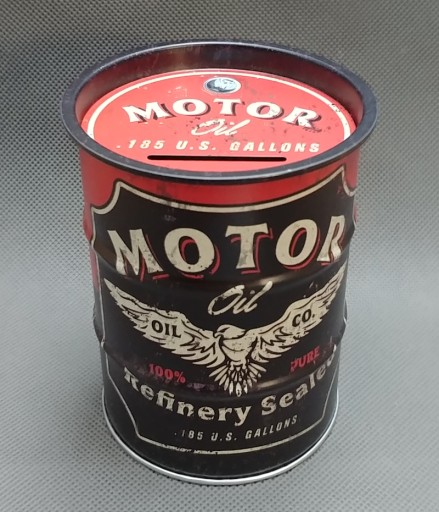 MOTOR
Oil
.185 U.S. GALLONS
MOTOR
Oil
OIL CO.
100% PURE
Refinery Sealed
.185 U.S. GALLONS